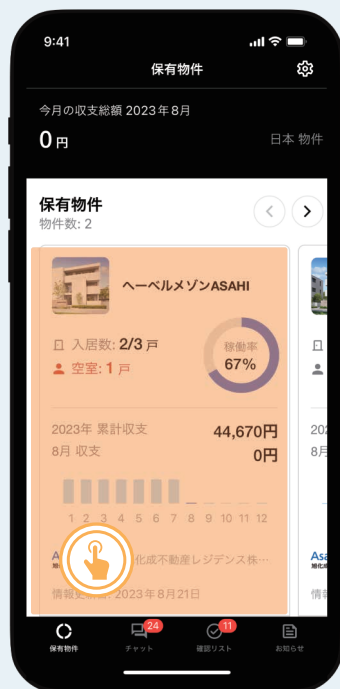 9:41
保有物件
今月の収支総額 2023年8月
0円
日本 物件
保有物件
物件数: 2
ヘーベルメゾンASAHI
入居数: 2/3 戸
空室: 1 戸
稼働率
67%
2023年 累計収支 44,670円
8月 収支 0円
1 2 3 4 5 6 7 8 9 10 11 12
化成不動産レジデンス株…
2023年8月21日
24
11
保有物件
チャット
確認リスト
お知らせ